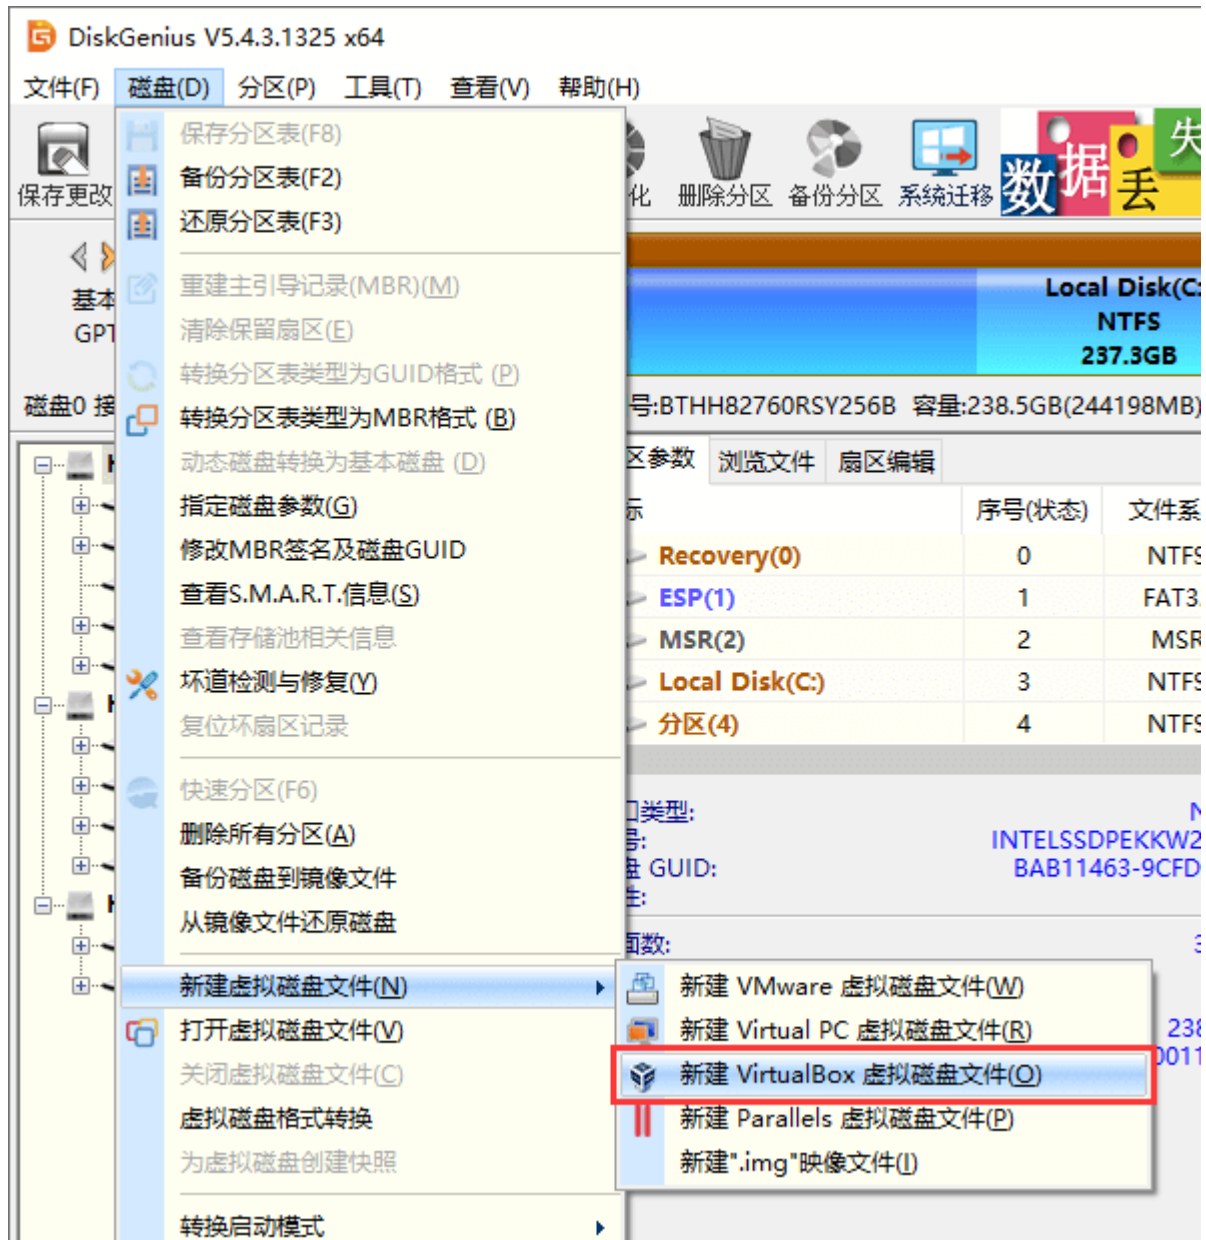 DiskGenius V5.4.3.1325 x64
文件(F) 磁盘(D) 分区(P) 工具(T) 查看(V) 帮助(H)
保存更改
化 删除分区 备份分区 系统迁移
数据丢失
基本
GPT
磁盘0 接
保存分区表(F8)
备份分区表(F2)
还原分区表(F3)
重建主引导记录(MBR)(M)
清除保留扇区(E)
转换分区表类型为GUID格式 (P)
转换分区表类型为MBR格式 (B)
动态磁盘转换为基本磁盘 (D)
指定磁盘参数(G)
修改MBR签名及磁盘GUID
查看S.M.A.R.T.信息(S)
查看存储池相关信息
坏道检测与修复(Y)
复位坏扇区记录
快速分区(F6)
删除所有分区(A)
备份磁盘到镜像文件
从镜像文件还原磁盘
新建虚拟磁盘文件(N)
打开虚拟磁盘文件(V)
关闭虚拟磁盘文件(C)
虚拟磁盘格式转换
为虚拟磁盘创建快照
转换启动模式
新建 VMware 虚拟磁盘文件(W)
新建 Virtual PC 虚拟磁盘文件(R)
新建 VirtualBox 虚拟磁盘文件(O)
新建 Parallels 虚拟磁盘文件(P)
新建".img"映像文件(I)
Local Disk(C:
NTFS
237.3GB
号:BTHH82760RSY256B 容量:238.5GB(244198MB)
区参数 浏览文件 扇区编辑
标 序号(状态) 文件系
Recovery(0) 0 NTFS
ESP(1) 1 FAT3
MSR(2) 2 MSR
Local Disk(C:) 3 NTFS
分区(4) 4 NTFS
口类型: N
号: INTELSSDPEKKW2
盘 GUID: BAB11463-9CFD
性:
面数: 3
238
0011